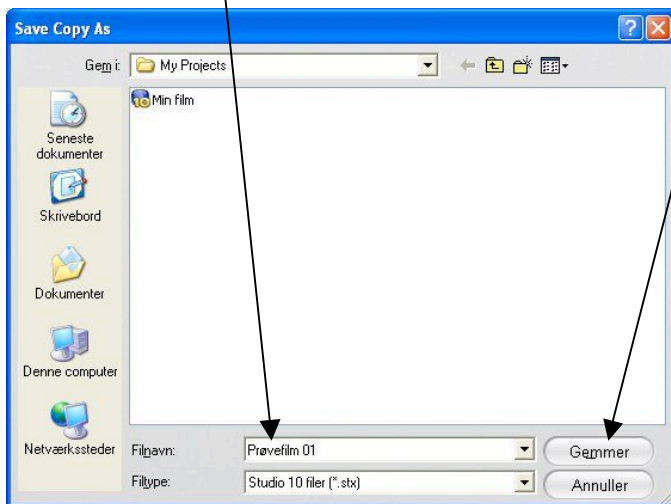 Save Copy As
Gem i:
My Projects
Min film
Seneste
dokumenter
Skrivebord
Dokumenter
Denne computer
Netværkssteder
Filnavn:
Prøvefilm 01
Gemmer
Filtype:
Studio 10 filer (*.stx)
Annuller